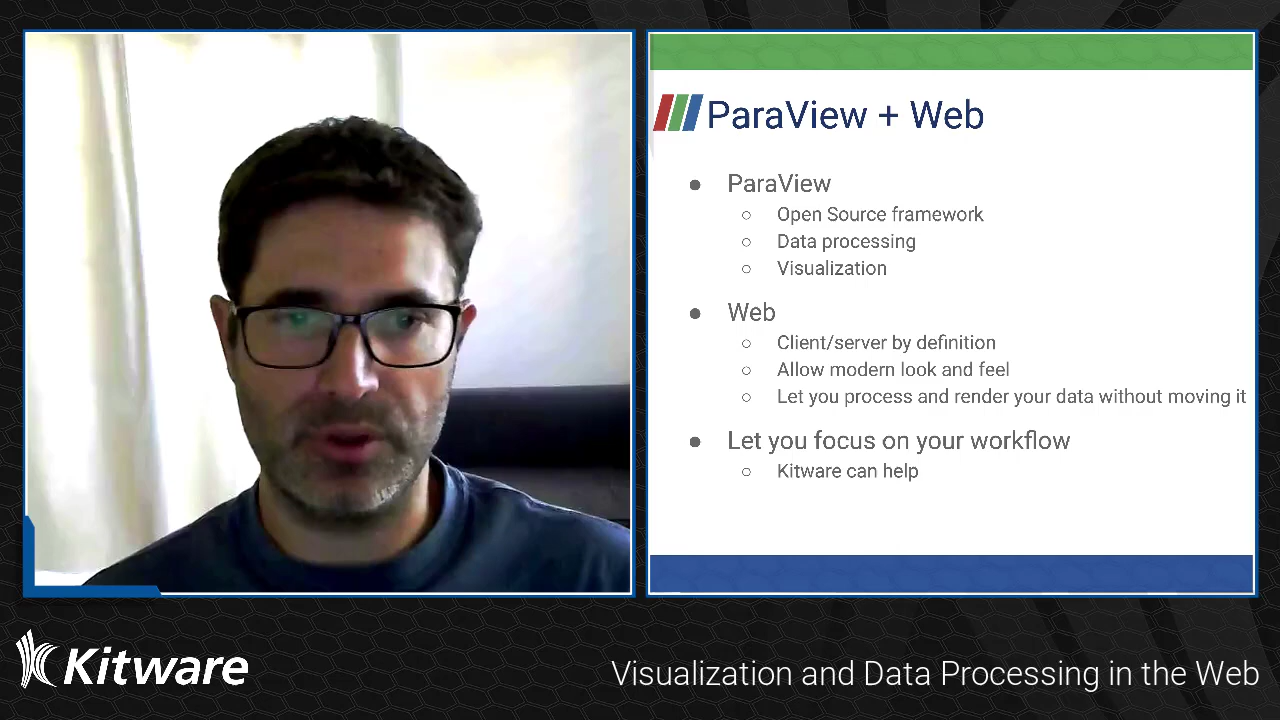 ParaView + Web
● ParaView
○ Open Source framework
○ Data processing
○ Visualization
● Web
○ Client/server by definition
○ Allow modern look and feel
○ Let you process and render your data without moving it
● Let you focus on your workflow
○ Kitware can help
Kitware
Visualization and Data Processing in the Web